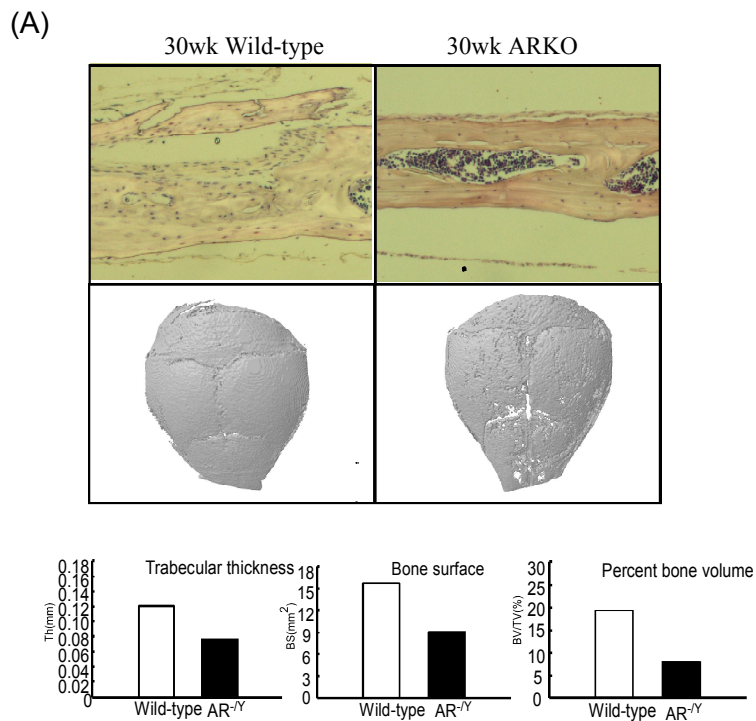 (A)
30wk Wild-type 30wk ARKO
Trabecular thickness
Th(mm)
0.18
0.16
0.14
0.12
0.10
0.08
0.06
0.04
0.02
0
Wild-type AR-/Y
Bone surface
BS(mm2)
18
15
12
9
6
3
0
Wild-type AR-/Y
Percent bone volume
BV/TV(%)
30
25
20
15
10
5
0
Wild-type AR-/Y